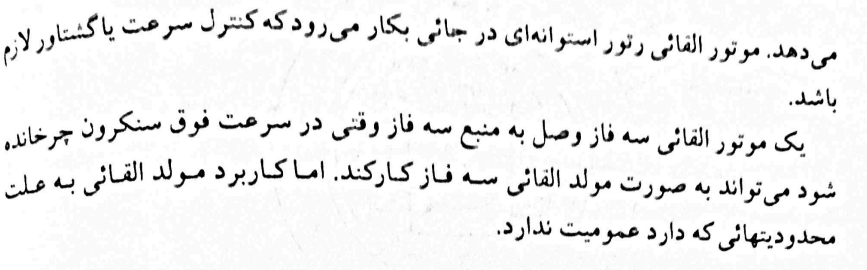 می‌دهد. موتور القائی رتور استوانه‌ای در جائی بکار می‌رود که کنترل سرعت یا گشتاور لازم
باشد.
یک موتور القائی سه فاز وصل به منبع سه فاز وقتی در سرعت فوق سنکرون چرخانده
شود می‌تواند به صورت مولد القائی سه فاز کارکند. اما کاربرد مولد القائی به علت
محدودیتهائی که دارد عمومیت ندارد.